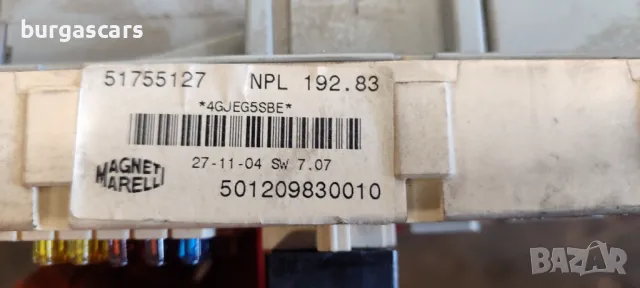 burgascars
51755127 NPL 192.83
*4GJEG5SBE*
27-11-04 SW 7.07
MAGNETI
MARELLI
501209830010
BAZAR